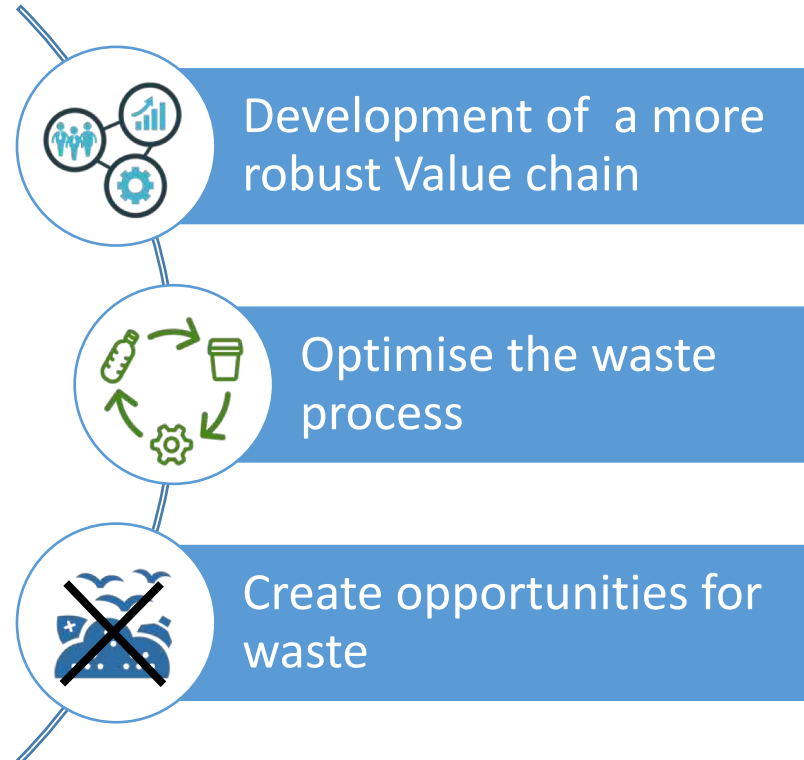 Development of  a more
robust Value chain
Optimise the waste
process
Create opportunities for
waste